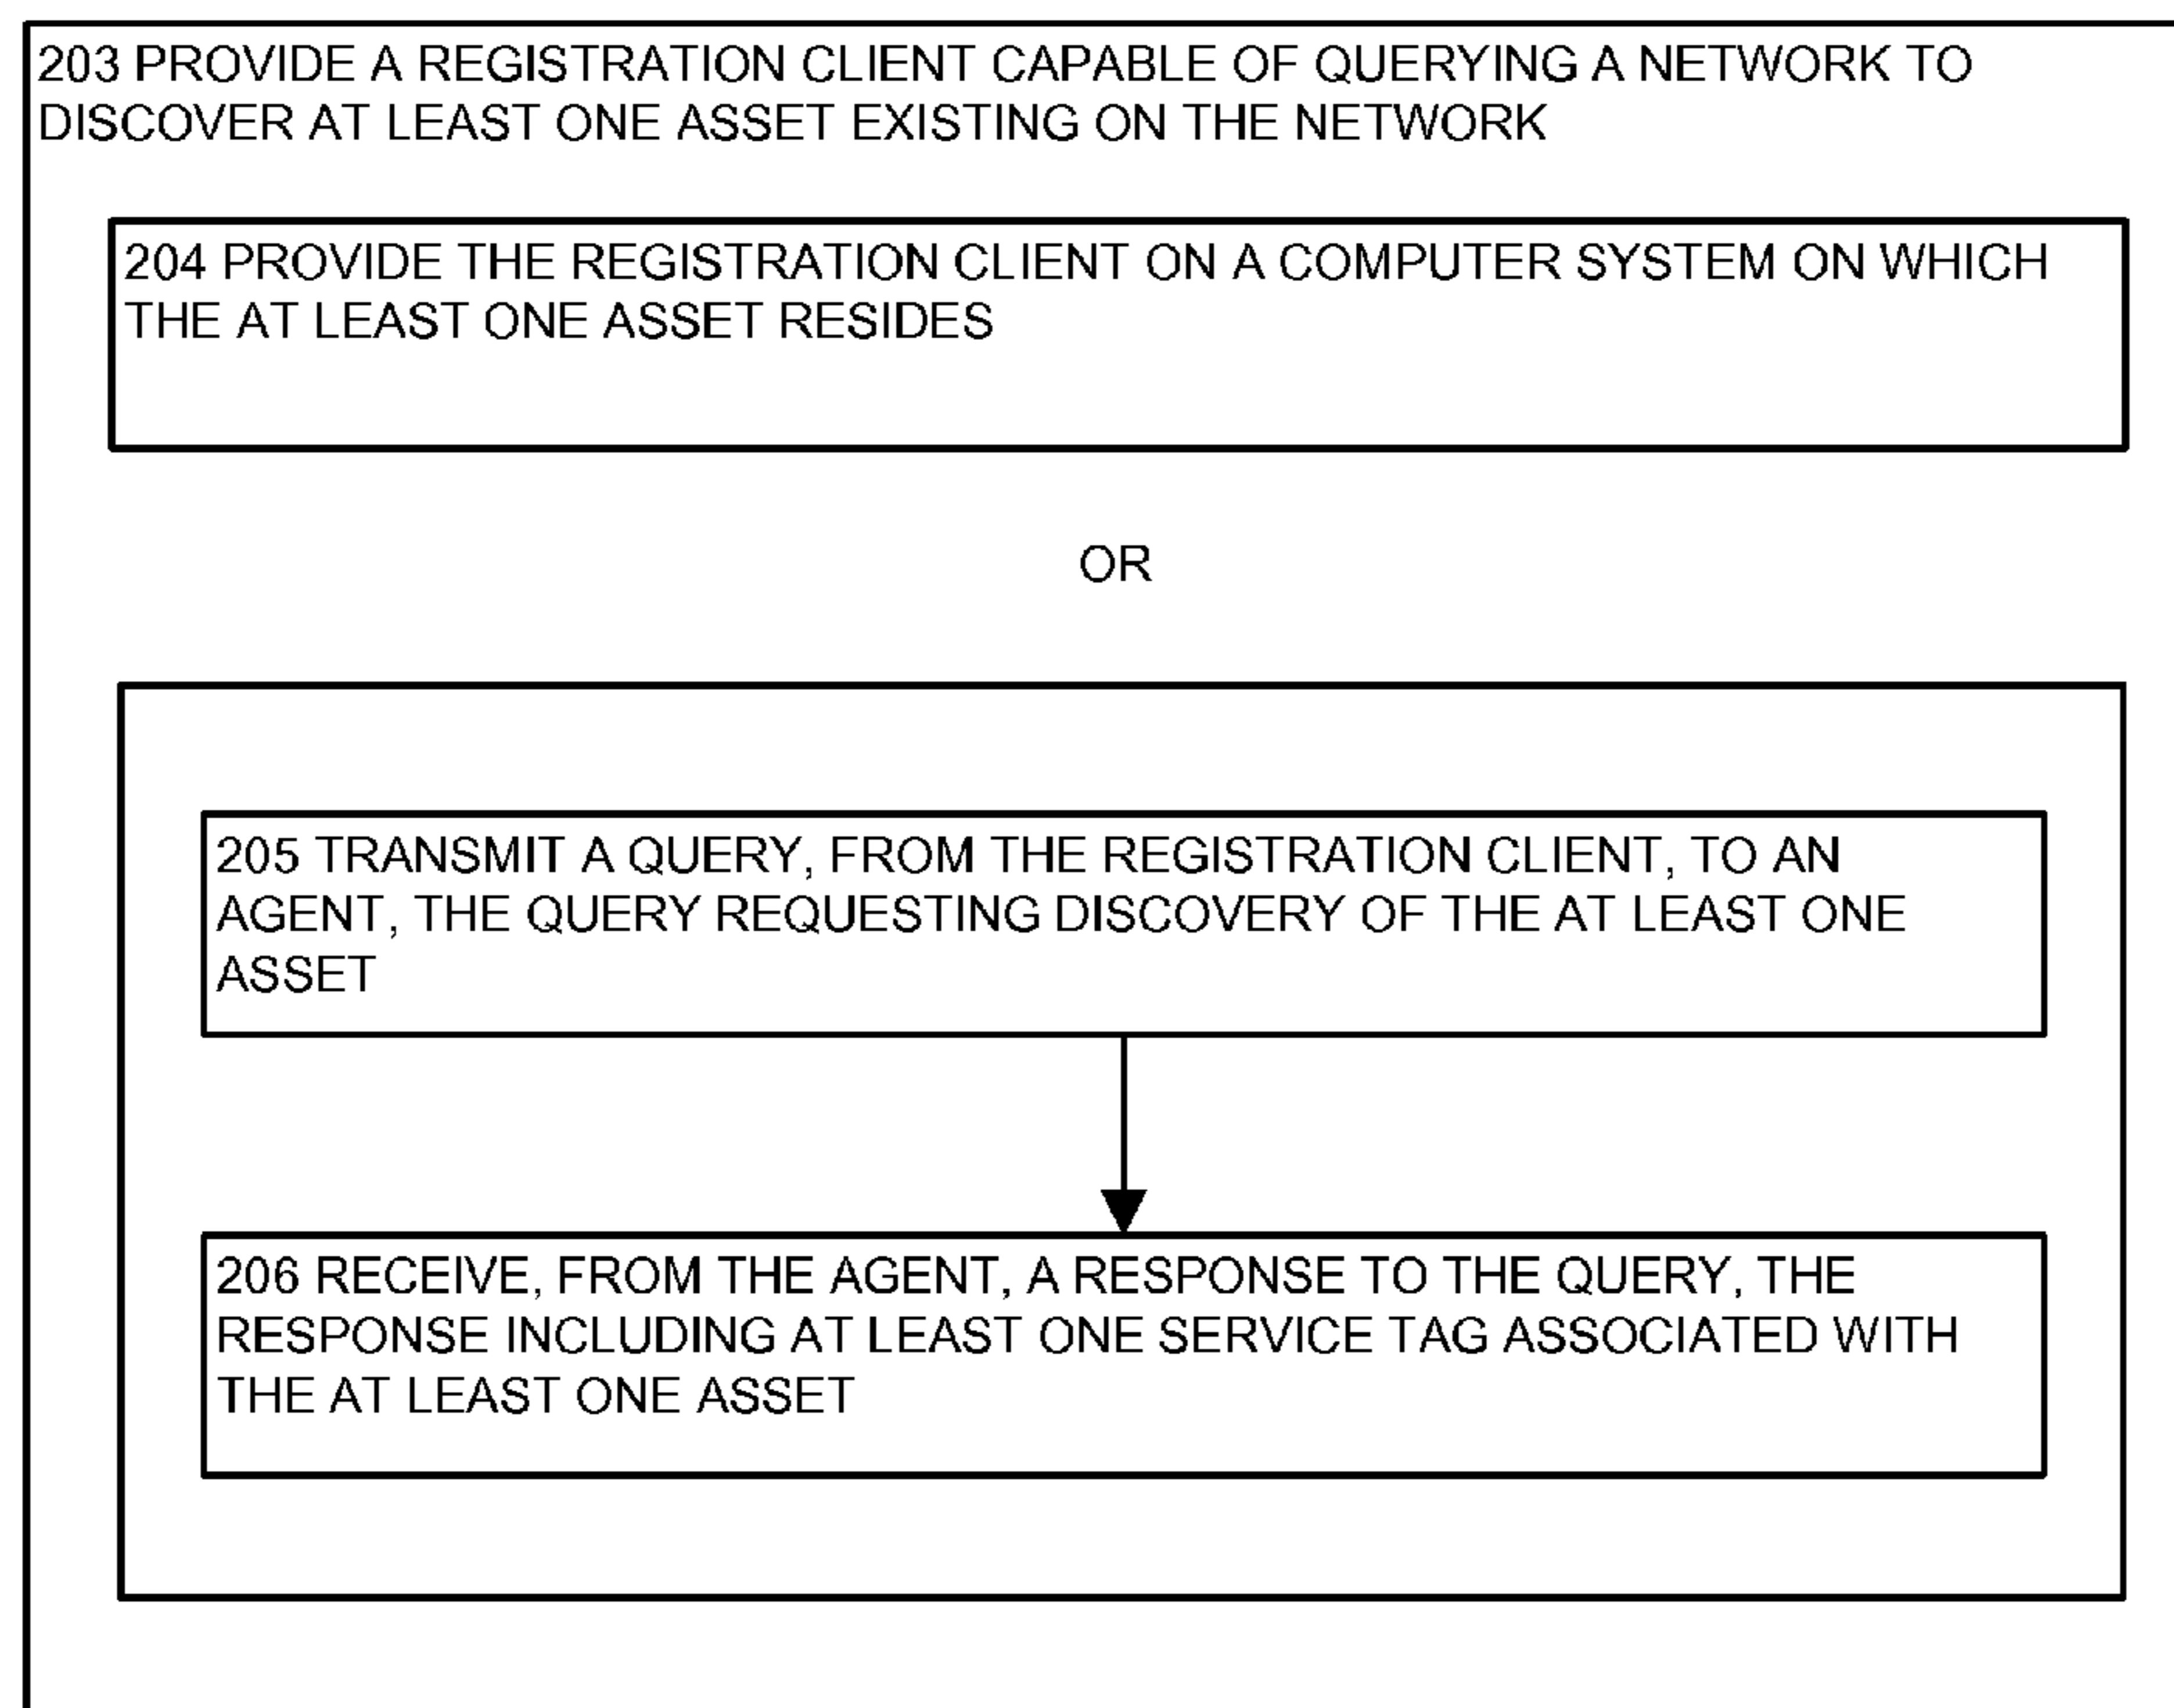 203 PROVIDE A REGISTRATION CLIENT CAPABLE OF QUERYING A NETWORK TO
DISCOVER AT LEAST ONE ASSET EXISTING ON THE NETWORK
204 PROVIDE THE REGISTRATION CLIENT ON A COMPUTER SYSTEM ON WHICH
THE AT LEAST ONE ASSET RESIDES
OR
205 TRANSMIT A QUERY, FROM THE REGISTRATION CLIENT, TO AN
AGENT, THE QUERY REQUESTING DISCOVERY OF THE AT LEAST ONE
ASSET
206 RECEIVE, FROM THE AGENT, A RESPONSE TO THE QUERY, THE
RESPONSE INCLUDING AT LEAST ONE SERVICE TAG ASSOCIATED WITH
THE AT LEAST ONE ASSET